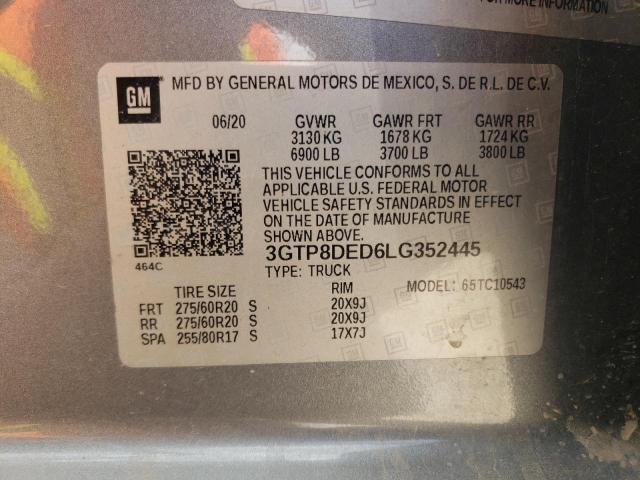 FOR MORE INFORMATION
GM
MFD BY GENERAL MOTORS DE MEXICO, S. DE R.L. DE C.V.
06/20 GVWR GAWR FRT GAWR RR
3130 KG 1678 KG 1724 KG
6900 LB 3700 LB 3800 LB
THIS VEHICLE CONFORMS TO ALL
APPLICABLE U.S. FEDERAL MOTOR
VEHICLE SAFETY STANDARDS IN EFFECT
ON THE DATE OF MANUFACTURE
SHOWN ABOVE.
464C
3GTP8DED6LG352445
TYPE: TRUCK MODEL: 65TC10543
TIRE SIZE RIM
FRT 275/60R20 S 20X9J
RR 275/60R20 S 20X9J
SPA 255/80R17 S 17X7J